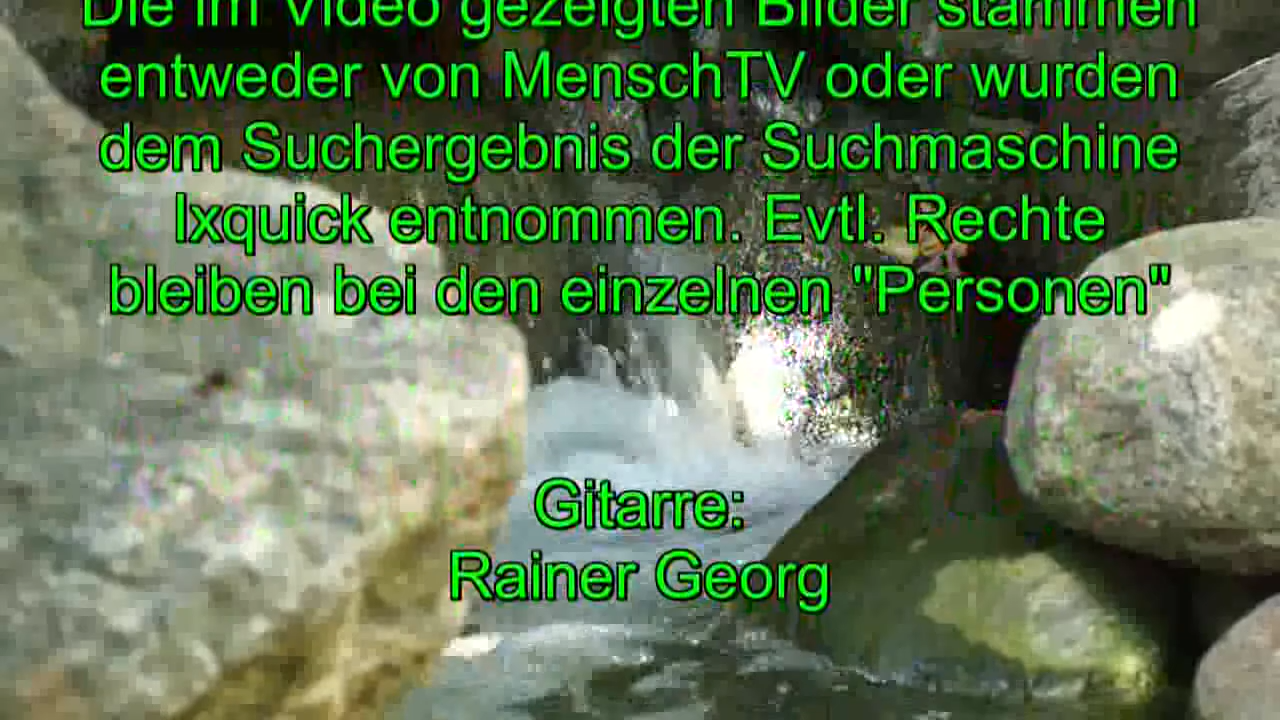 Die im Video gezeigten Bilder stammen
entweder von MenschTV oder wurden
dem Suchergebnis der Suchmaschine
Ixquick entnommen. Evtl. Rechte
bleiben bei den einzelnen "Personen"
Gitarre:
Rainer Georg